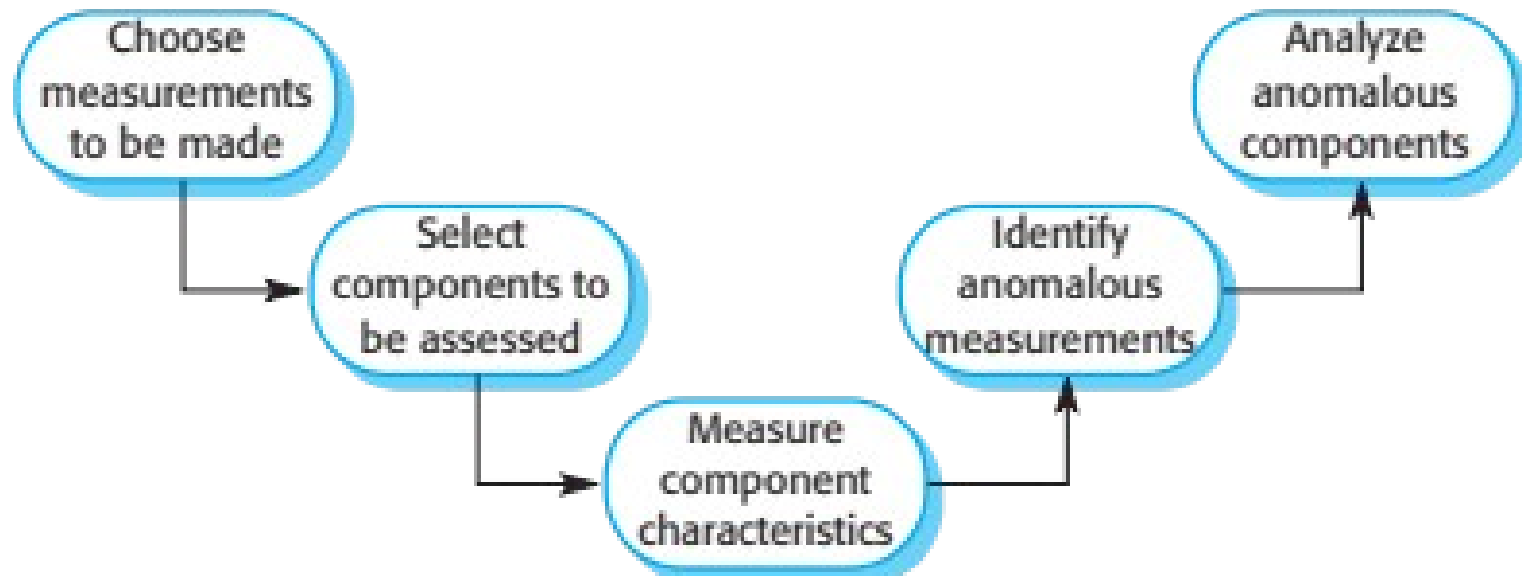 Choose
measurements
to be made
Select
components to
be assessed
Measure
component
characteristics
Identify
anomalous
measurements
Analyze
anomalous
components